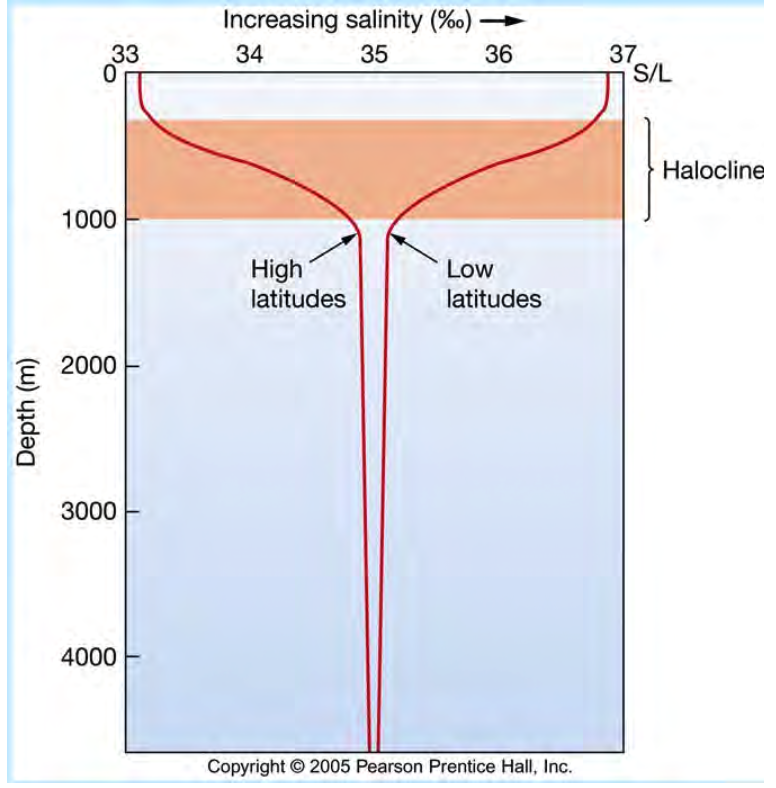 Increasing salinity (‰) →
33 34 35 36 37
0 S/L
Halocline
1000
High
latitudes
Low
latitudes
2000
Depth (m)
3000
4000
Copyright © 2005 Pearson Prentice Hall, Inc.